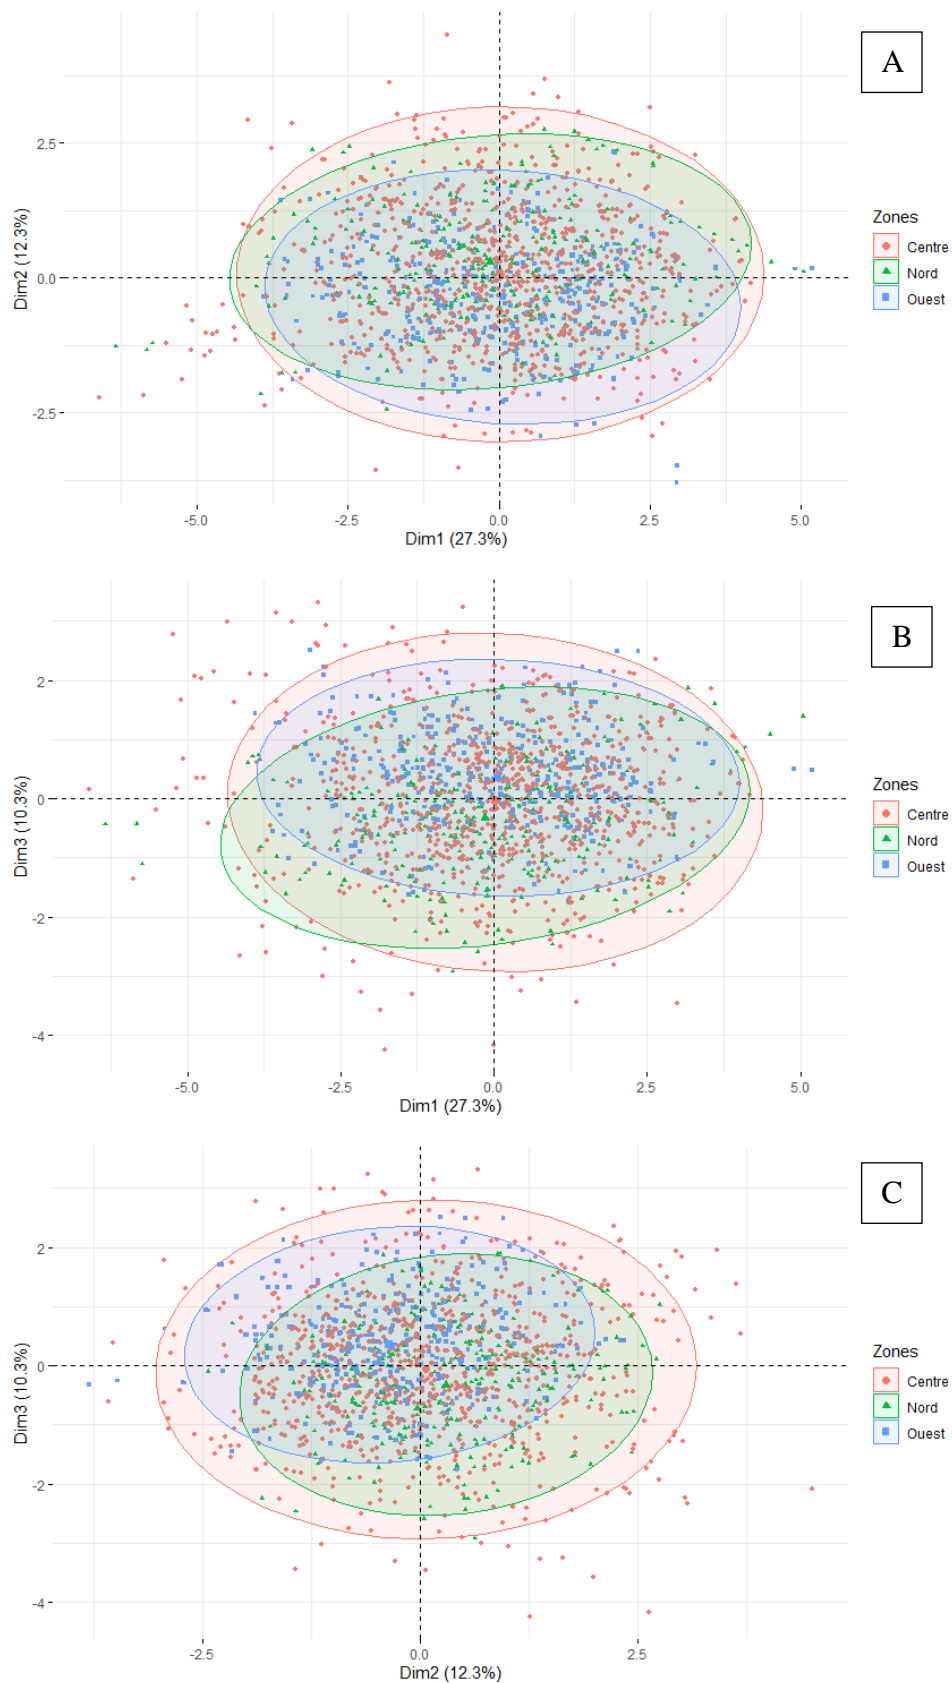 A
2.5
0.0
-2.5
Dim2 (12.3%)
-5.0 -2.5 0.0 2.5 5.0
Dim1 (27.3%)
Zones
Centre
Nord
Ouest
B
2
0
-2
-4
Dim3 (10.3%)
-5.0 -2.5 0.0 2.5 5.0
Dim1 (27.3%)
Zones
Centre
Nord
Ouest
C
2
0
-2
-4
Dim3 (10.3%)
-2.5 0.0 2.5
Dim2 (12.3%)
Zones
Centre
Nord
Ouest